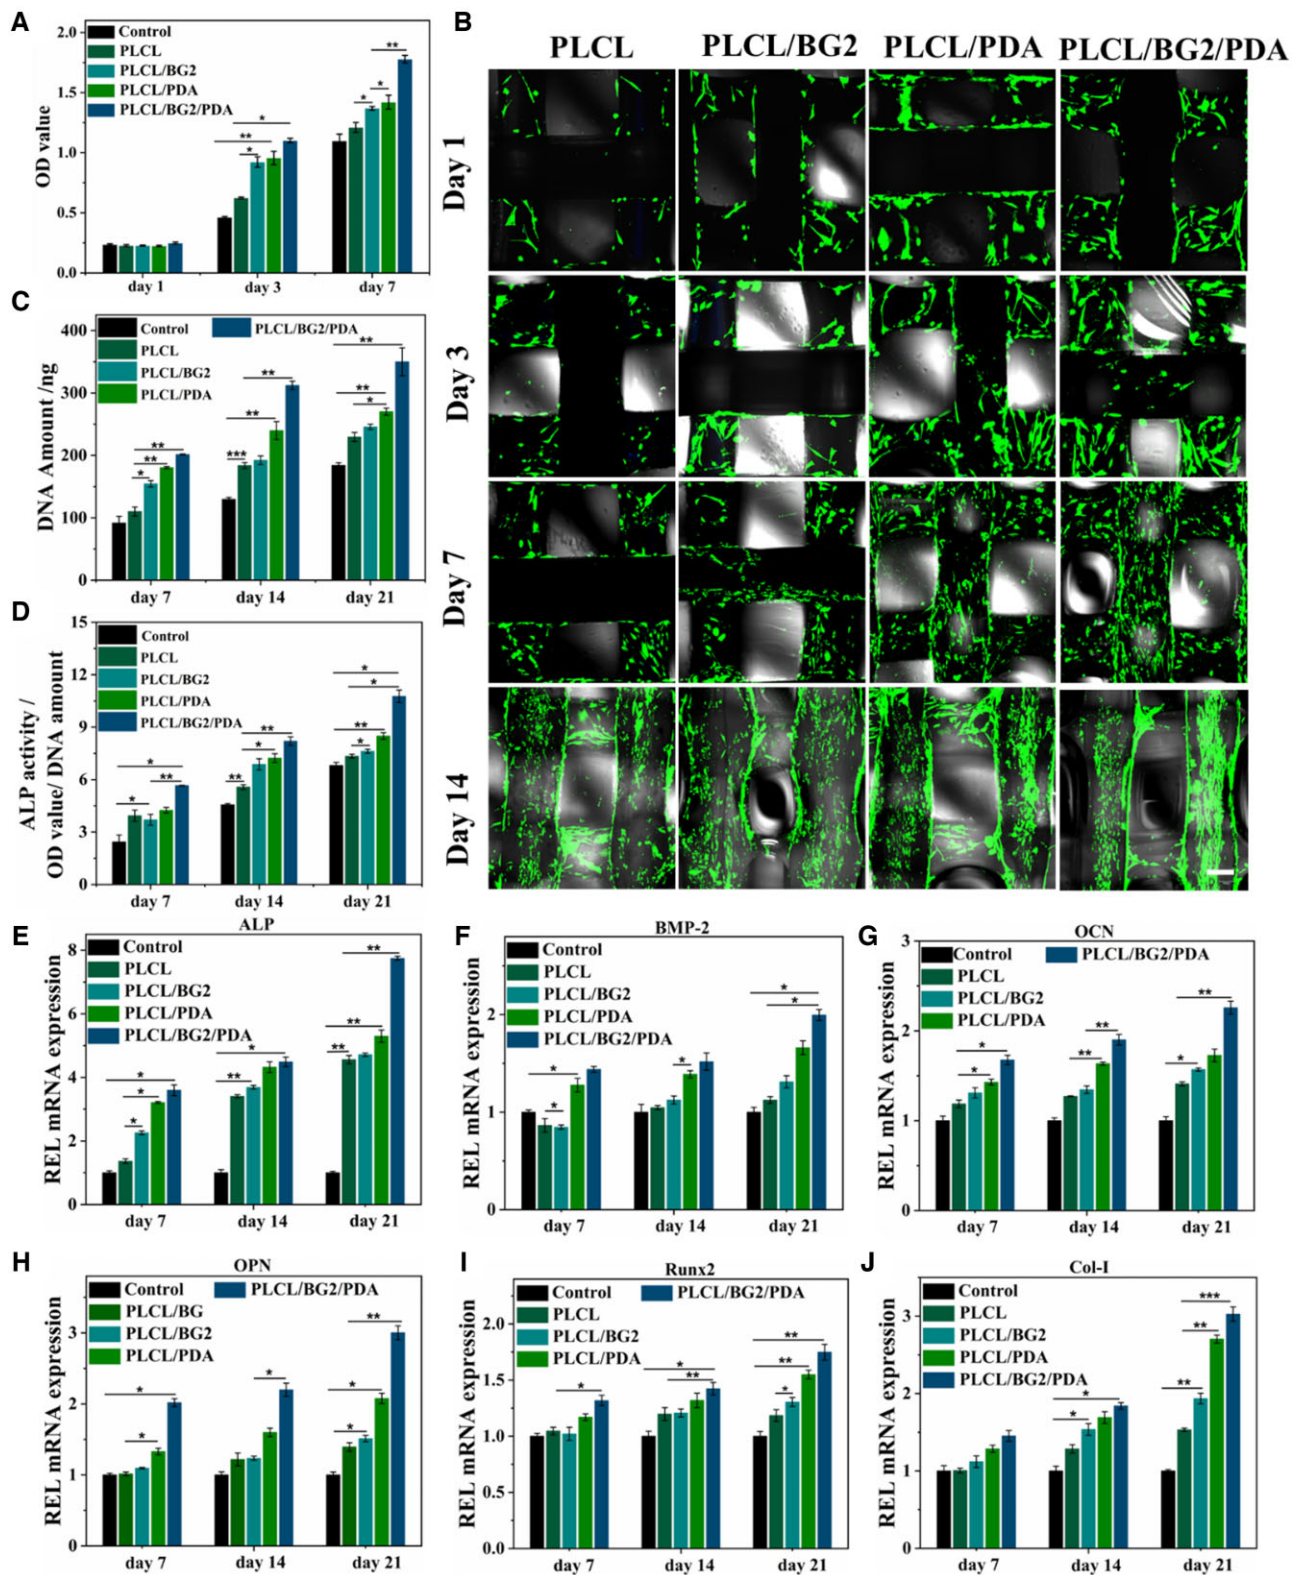 A
OD value
2.0
1.5
1.0
0.5
0.0
Control
PLCL
PLCL/BG2
PLCL/PDA
PLCL/BG2/PDA
*
**
*
*
*
**
day 1
day 3
day 7
B
PLCL
PLCL/BG2
PLCL/PDA
PLCL/BG2/PDA
Day 1
Day 3
Day 7
Day 14
C
DNA Amount /ng
400
300
200
100
0
Control
PLCL
PLCL/BG2
PLCL/PDA
PLCL/BG2/PDA
*
**
**
***
**
**
*
**
**
day 7
day 14
day 21
D
ALP activity /
OD value/ DNA amount
15
12
9
6
3
0
Control
PLCL
PLCL/BG2
PLCL/PDA
PLCL/BG2/PDA
*
**
*
**
*
**
*
**
*
*
day 7
day 14
day 21
E
ALP
REL mRNA expression
8
6
4
2
0
Control
PLCL
PLCL/BG2
PLCL/PDA
PLCL/BG2/PDA
*
*
*
**
*
**
**
**
day 7
day 14
day 21
F
BMP-2
REL mRNA expression
2
1
0
Control
PLCL
PLCL/BG2
PLCL/PDA
PLCL/BG2/PDA
*
*
*
*
*
day 7
day 14
day 21
G
OCN
REL mRNA expression
3
2
1
0
Control
PLCL
PLCL/BG2
PLCL/PDA
PLCL/BG2/PDA
*
*
**
**
*
**
day 7
day 14
day 21
H
OPN
REL mRNA expression
3
2
1
0
Control
PLCL/BG
PLCL/BG2
PLCL/PDA
PLCL/BG2/PDA
*
*
*
*
*
**
day 7
day 14
day 21
I
Runx2
REL mRNA expression
2.0
1.5
1.0
0.5
0.0
Control
PLCL
PLCL/BG2
PLCL/PDA
PLCL/BG2/PDA
*
**
*
*
**
**
day 7
day 14
day 21
J
Col-I
REL mRNA expression
3
2
1
0
Control
PLCL
PLCL/BG2
PLCL/PDA
PLCL/BG2/PDA
*
*
**
**
***
day 7
day 14
day 21